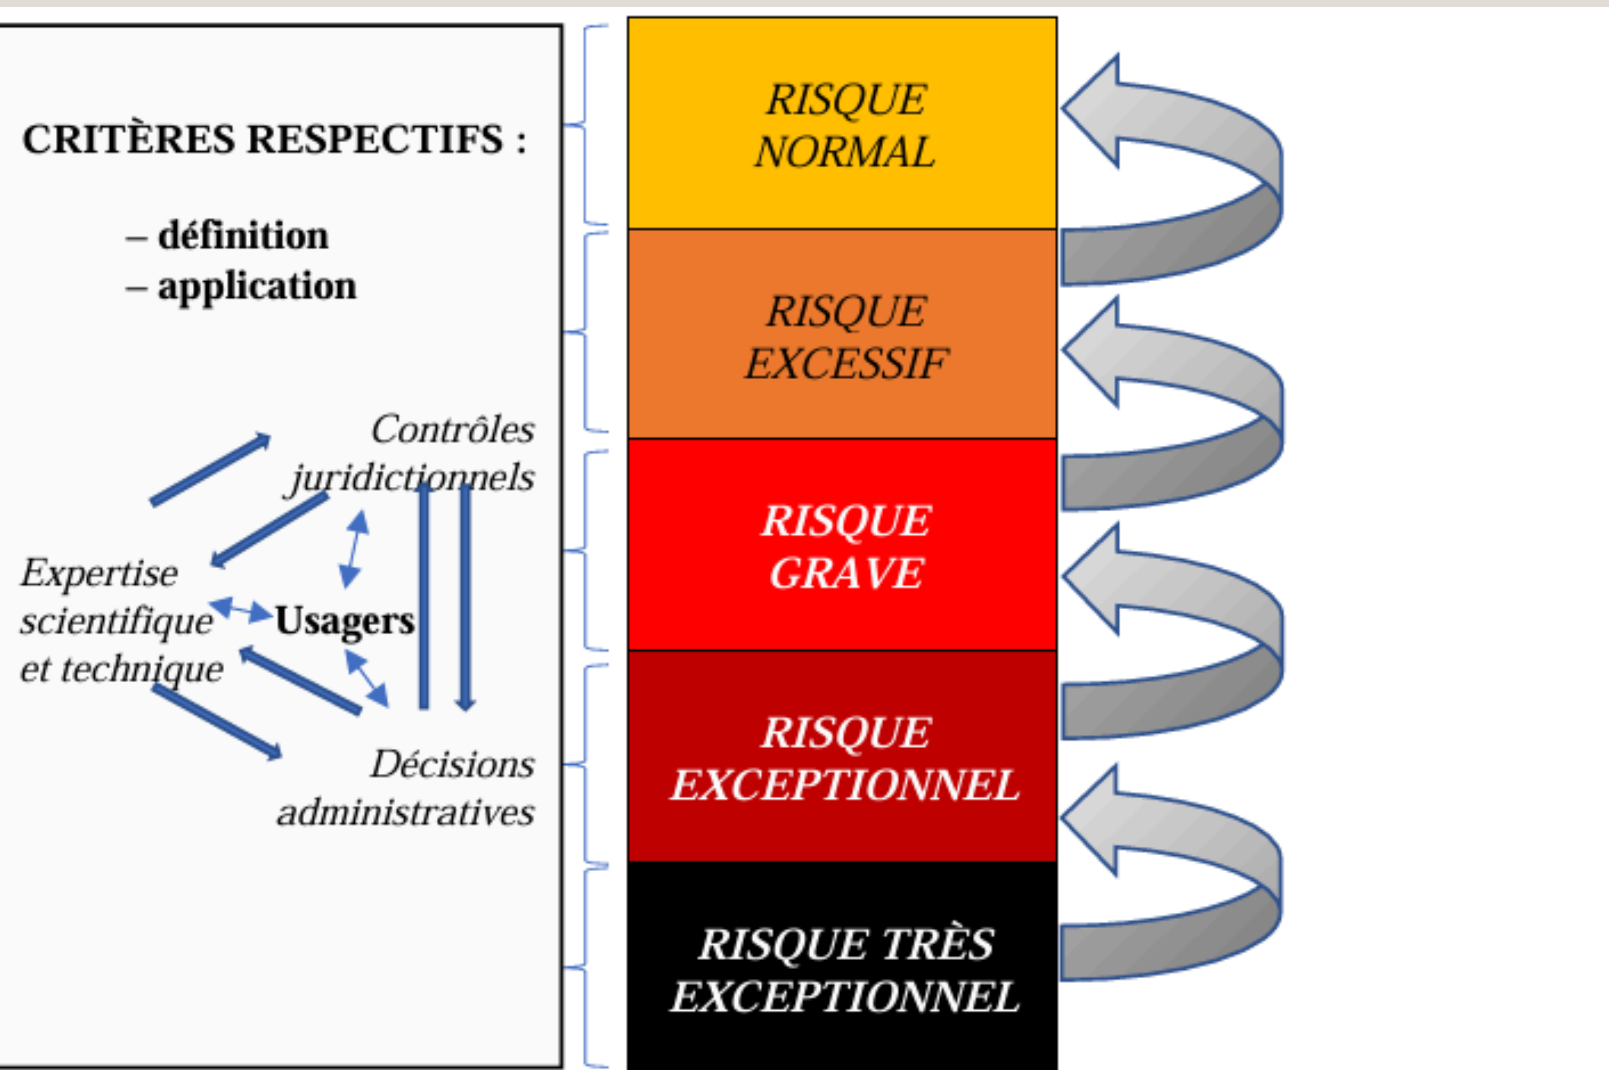 CRITÈRES RESPECTIFS :
– définition
– application
Contrôles
juridictionnels
Expertise
scientifique
et technique
Usagers
Décisions
administratives
RISQUE
NORMAL
RISQUE
EXCESSIF
RISQUE
GRAVE
RISQUE
EXCEPTIONNEL
RISQUE TRÈS
EXCEPTIONNEL